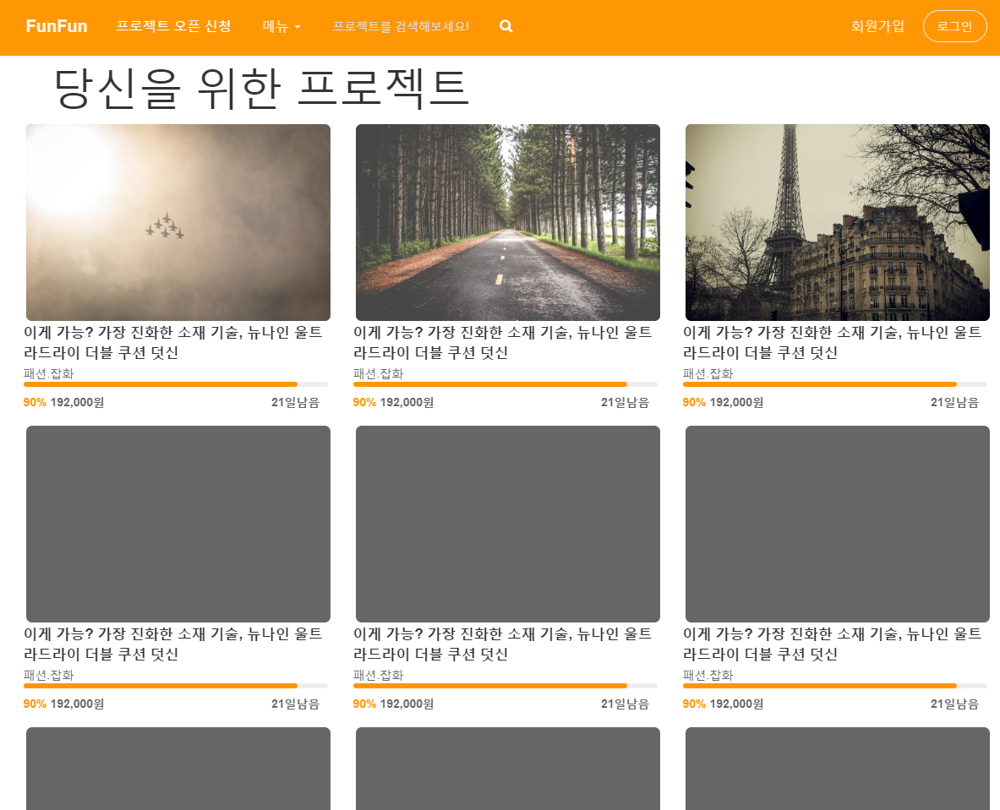 FunFun 프로젝트 오픈 신청 메뉴 프로젝트를 검색해보세요! 회원가입 로그인
당신을 위한 프로젝트
이게 가능? 가장 진화한 소재 기술, 뉴나인 울트
라드라이 더블 쿠션 덧신
패션.잡화
90% 192,000원 21일남음
이게 가능? 가장 진화한 소재 기술, 뉴나인 울트
라드라이 더블 쿠션 덧신
패션.잡화
90% 192,000원 21일남음
이게 가능? 가장 진화한 소재 기술, 뉴나인 울트
라드라이 더블 쿠션 덧신
패션.잡화
90% 192,000원 21일남음
이게 가능? 가장 진화한 소재 기술, 뉴나인 울트
라드라이 더블 쿠션 덧신
패션.잡화
90% 192,000원 21일남음
이게 가능? 가장 진화한 소재 기술, 뉴나인 울트
라드라이 더블 쿠션 덧신
패션.잡화
90% 192,000원 21일남음
이게 가능? 가장 진화한 소재 기술, 뉴나인 울트
라드라이 더블 쿠션 덧신
패션.잡화
90% 192,000원 21일남음